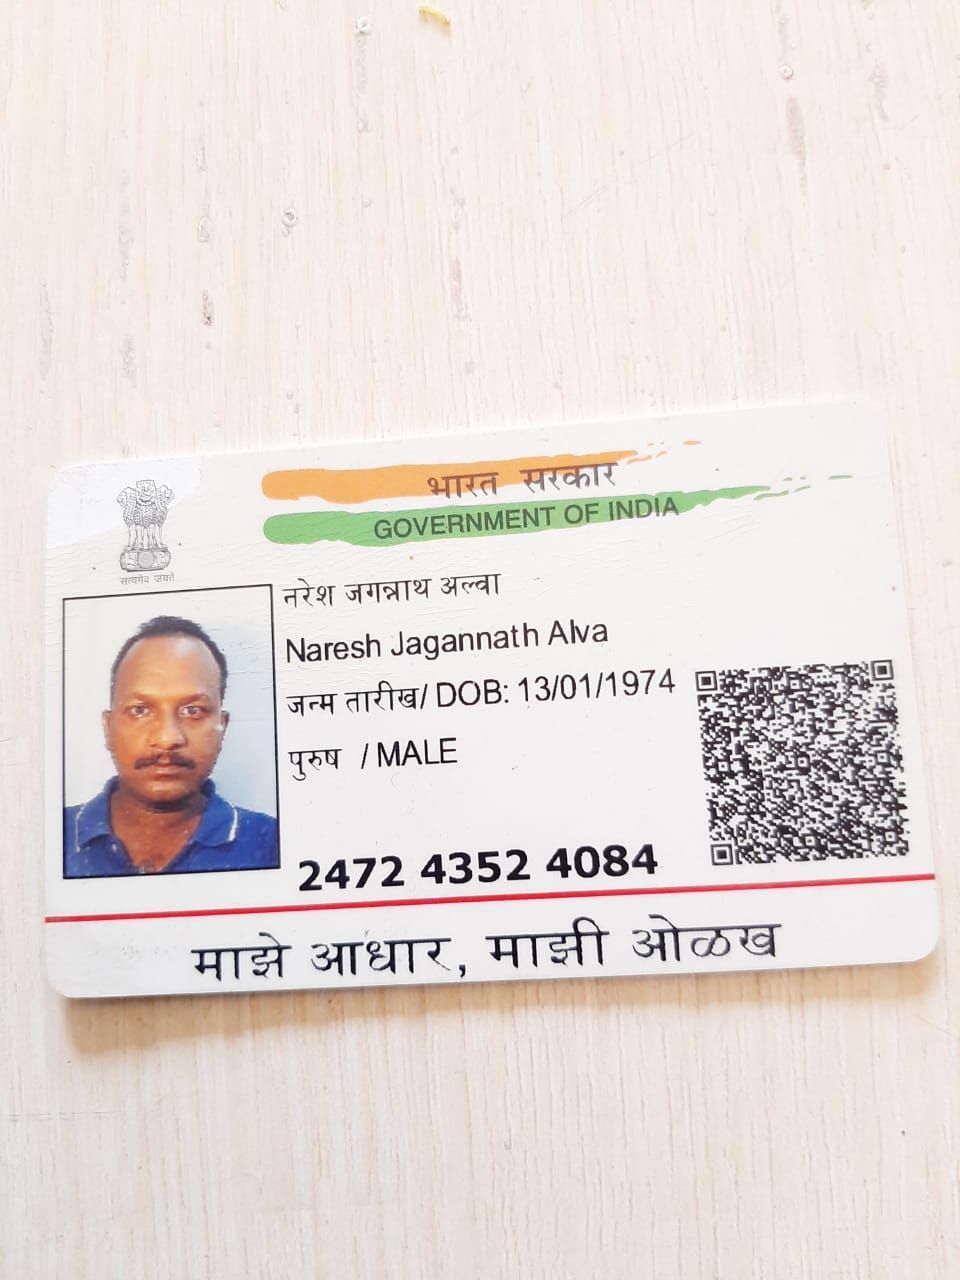 भारत सरकार
GOVERNMENT OF INDIA
सत्यमेव जयते
नरेश जगन्नाथ अल्वा
Naresh Jagannath Alva
जन्म तारीख/ DOB: 13/01/1974
पुरुष / MALE
2472 4352 4084
माझे आधार, माझी ओळख